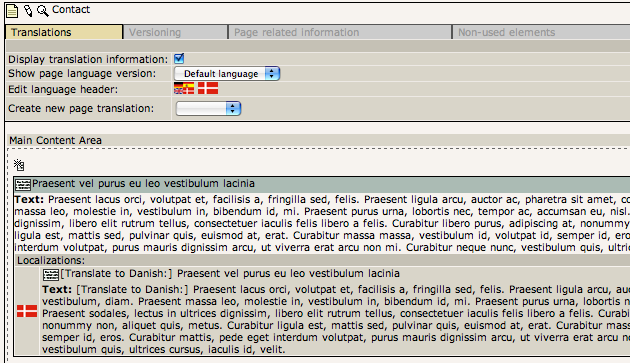 Contact
Translations Versioning Page related information Non-used elements
Display translation information:
Show page language version: Default language
Edit language header:
Create new page translation:
Main Content Area
Praesent vel purus eu leo vestibulum lacinia
Text: Praesent lacus orci, volutpat et, facilisis a, fringilla sed, felis. Praesent ligula arcu, auctor ac, pharetra sit amet, co
massa leo, molestie in, vestibulum in, bibendum id, mi. Praesent purus urna, lobortis nec, tempor ac, accumsan eu, nisl.
dignissim, libero elit rutrum tellus, consectetuer iaculis felis libero a felis. Curabitur libero purus, adipiscing at, nonummy
ligula est, mattis sed, pulvinar quis, euismod at, erat. Curabitur massa massa, vestibulum id, volutpat id, semper id, ero
interdum volutpat, purus mauris dignissim arcu, ut viverra erat arcu non mi. Curabitur neque nunc, vestibulum quis, ultric
Localizations:
[Translate to Danish:] Praesent vel purus eu leo vestibulum lacinia
Text: [Translate to Danish:] Praesent lacus orci, volutpat et, facilisis a, fringilla sed, felis. Praesent ligula arcu, au
vestibulum, diam. Praesent massa leo, molestie in, vestibulum in, bibendum id, mi. Praesent purus urna, lobortis n
Praesent sodales, lectus in ultrices dignissim, libero elit rutrum tellus, consectetuer iaculis felis libero a felis. Curab
nonummy non, aliquet quis, metus. Curabitur ligula est, mattis sed, pulvinar quis, euismod at, erat. Curabitur mass
semper id, eros. Curabitur mattis, pede eget interdum volutpat, purus mauris dignissim arcu, ut viverra erat arcu no
vestibulum quis, ultrices cursus, iaculis id, velit.